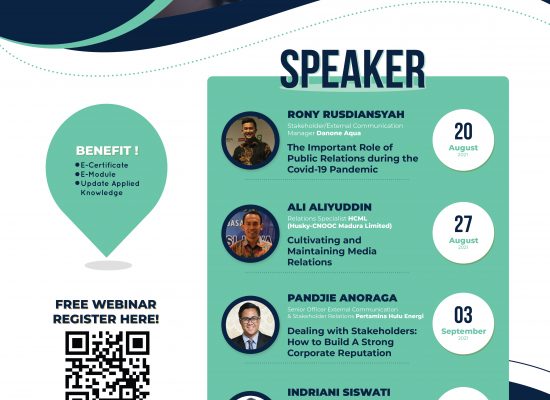 SPEAKER
BENEFIT !
E-Certificate
E-Module
Update Applied
Knowledge
FREE WEBINAR
REGISTER HERE!
RONY RUSDIANSYAH
Stakeholder/External Communication
Manager Danone Aqua
The Important Role of
Public Relations during the
Covid-19 Pandemic
20
August
2021
ALI ALIYUDDIN
Relations Specialist HCML
(Husky-CNOOC Madura Limited)
Cultivating and
Maintaining Media
Relations
27
August
2021
PANDJIE ANORAGA
Senior Officer External Communication
& Stakeholder Relations Pertamina Hulu Energi
Dealing with Stakeholders:
How to Build A Strong
Corporate Reputation
03
September
2021
INDRIANI SISWATI